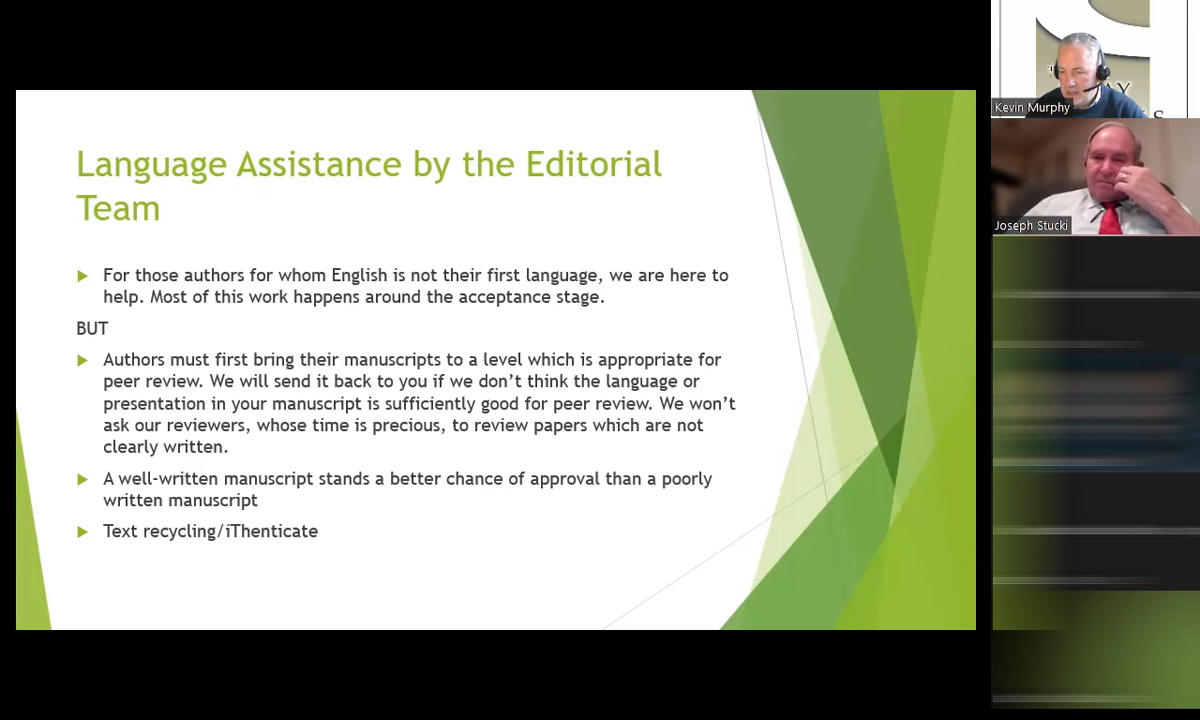 Language Assistance by the Editorial
Team
For those authors for whom English is not their first language, we are here to
help. Most of this work happens around the acceptance stage.
BUT
Authors must first bring their manuscripts to a level which is appropriate for
peer review. We will send it back to you if we don’t think the language or
presentation in your manuscript is sufficiently good for peer review. We won’t
ask our reviewers, whose time is precious, to review papers which are not
clearly written.
A well-written manuscript stands a better chance of approval than a poorly
written manuscript
Text recycling/iThenticate
Kevin Murphy
Joseph Stucki